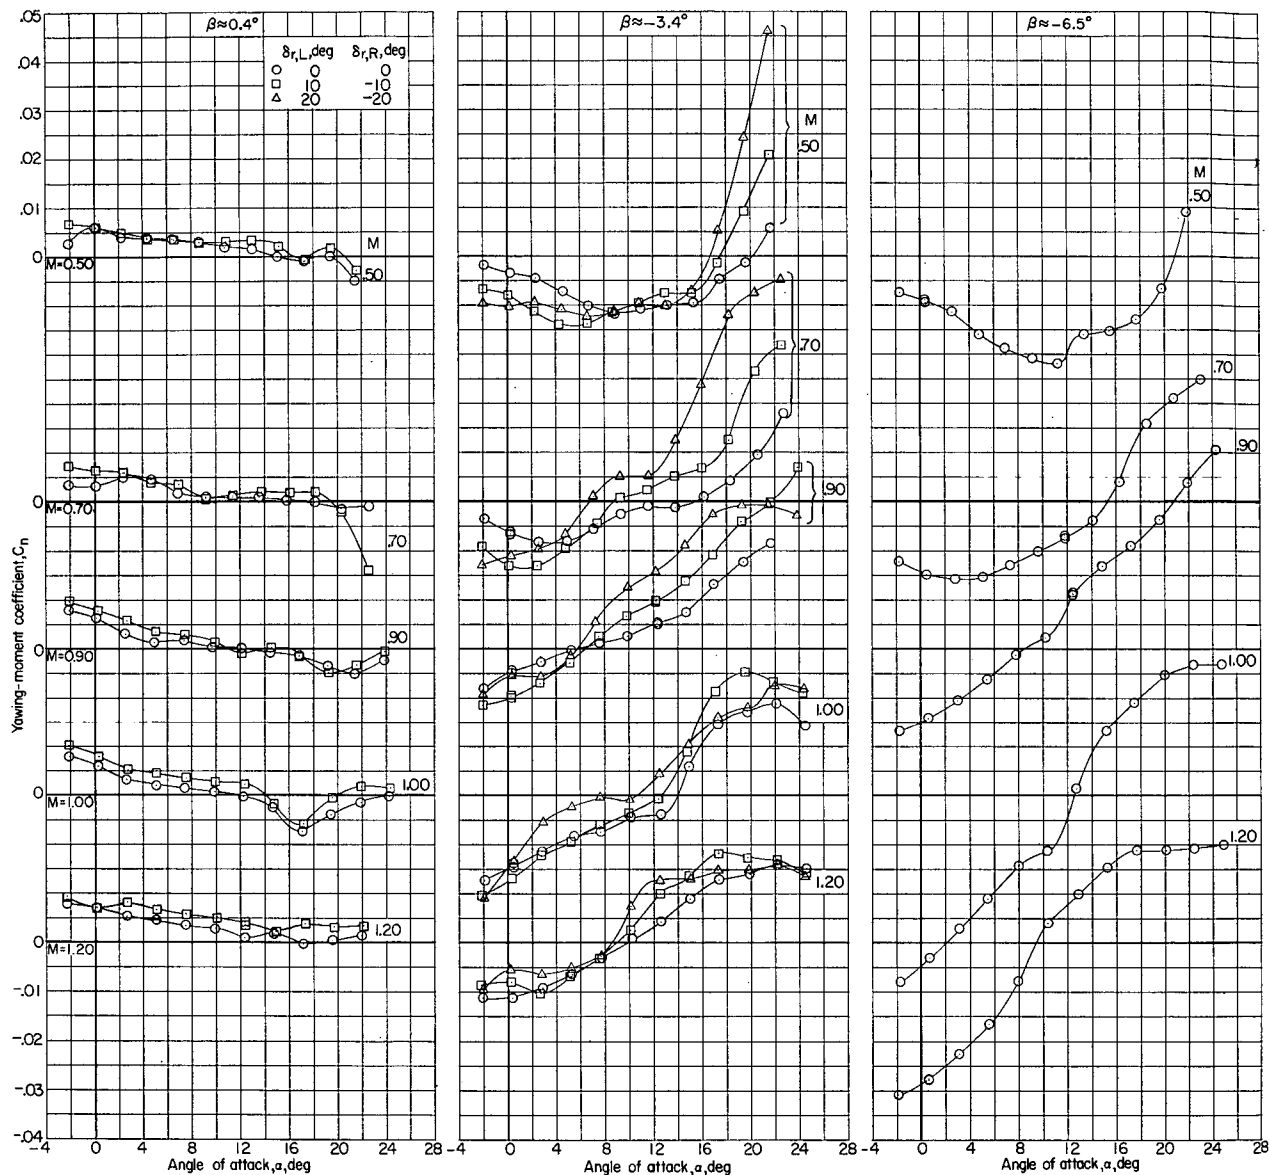 β≈0.4°
δr,L,deg δr,R,deg
○ 0 0
□ 10 -10
△ 20 -20
β≈-3.4°
β≈-6.5°
.05
.04
.03
.02
.01
0
M=0.50
0
M=0.70
0
M=0.90
0
M=1.00
0
M=1.20
-.01
-.02
-.03
-.04
Yawing-moment coefficient,Cn
M
.50
.70
.90
1.00
1.20
M
.50
.70
.90
1.00
1.20
M
.50
.70
.90
1.00
1.20
-4 0 4 8 12 16 20 24 28
Angle of attack,α,deg
-4 0 4 8 12 16 20 24 28
Angle of attack,α,deg
-4 0 4 8 12 16 20 24 28
Angle of attack,α,deg